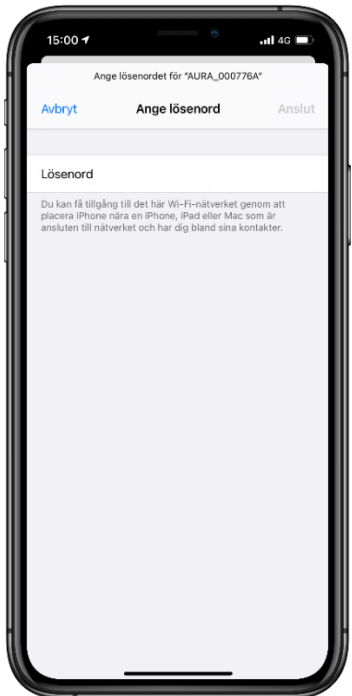 15:00 4G
Ange lösenordet för "AURA_000776A"
Avbryt Ange lösenord Anslut
Lösenord
Du kan få tillgång till det här Wi-Fi-nätverket genom att
placera iPhone nära en iPhone, iPad eller Mac som är
ansluten till nätverket och har dig bland sina kontakter.